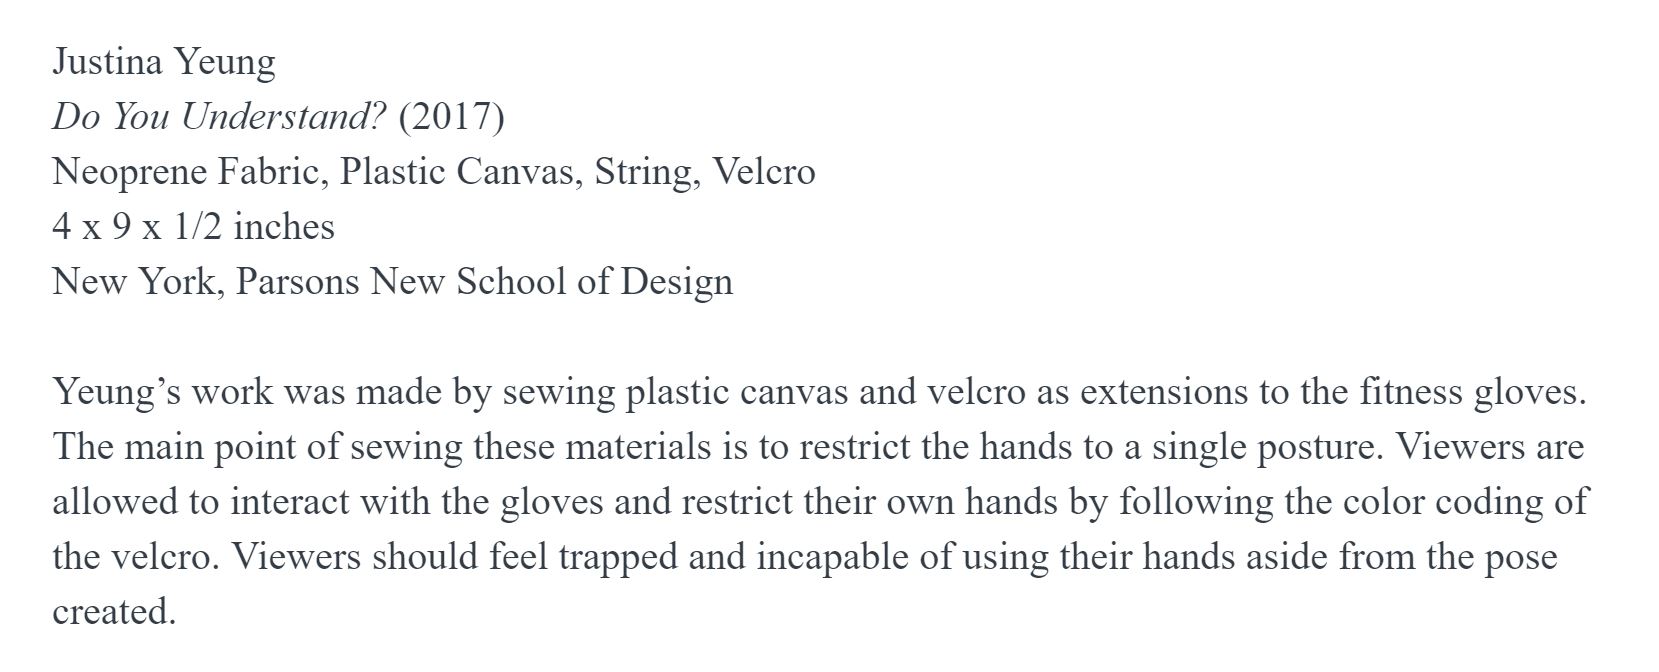 Justina Yeung
Do You Understand? (2017)
Neoprene Fabric, Plastic Canvas, String, Velcro
4 x 9 x 1/2 inches
New York, Parsons New School of Design
Yeung’s work was made by sewing plastic canvas and velcro as extensions to the fitness gloves.
The main point of sewing these materials is to restrict the hands to a single posture. Viewers are
allowed to interact with the gloves and restrict their own hands by following the color coding of
the velcro. Viewers should feel trapped and incapable of using their hands aside from the pose
created.